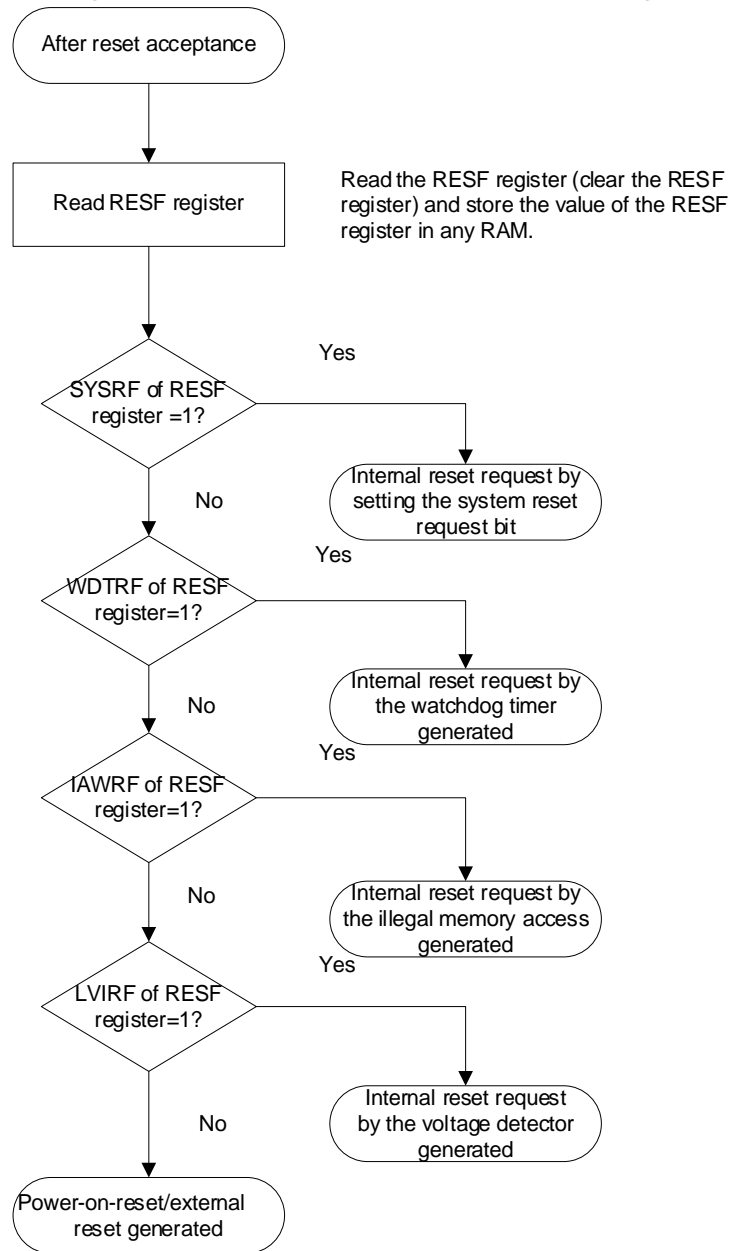 After reset acceptance
Read RESF register
Read the RESF register (clear the RESF
register) and store the value of the RESF
register in any RAM.
Yes
SYSRF of RESF
register =1?
Internal reset request by
setting the system reset
request bit
No
Yes
WDTRF of RESF
register=1?
Internal reset request by
the watchdog timer
generated
No
Yes
IAWRF of RESF
register=1?
Internal reset request by
the illegal memory access
generated
No
Yes
LVIRF of RESF
register=1?
Internal reset request
by the voltage detector
generated
No
Power-on-reset/external
reset generated